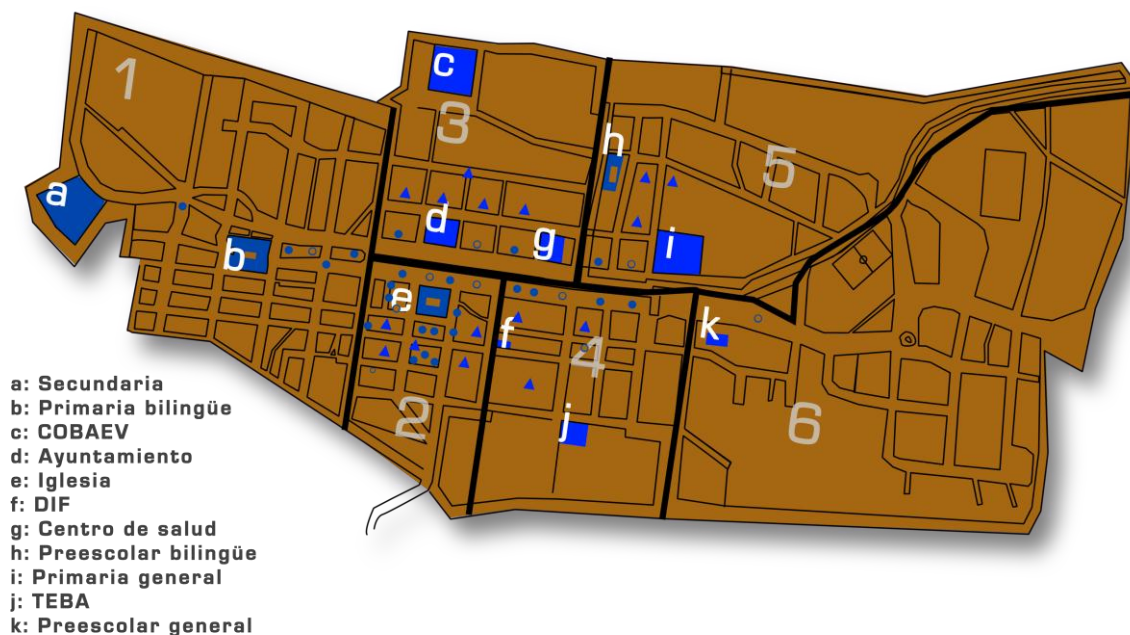 1
c
3
h
5
a
d
g
i
b
e
f
k
4
2
j
6
a: Secundaria
b: Primaria bilingüe
c: COBAEV
d: Ayuntamiento
e: Iglesia
f: DIF
g: Centro de salud
h: Preescolar bilingüe
i: Primaria general
j: TEBA
k: Preescolar general